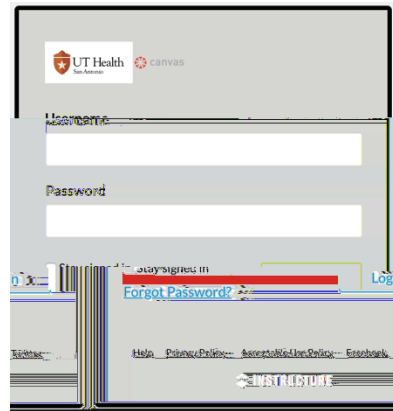 UT Health
San Antonio
canvas
Username
Password
Stay signed in
Forgot Password?
Log
Help Privacy Policy Acceptable Use Policy Facebook
INSTRUCTURE